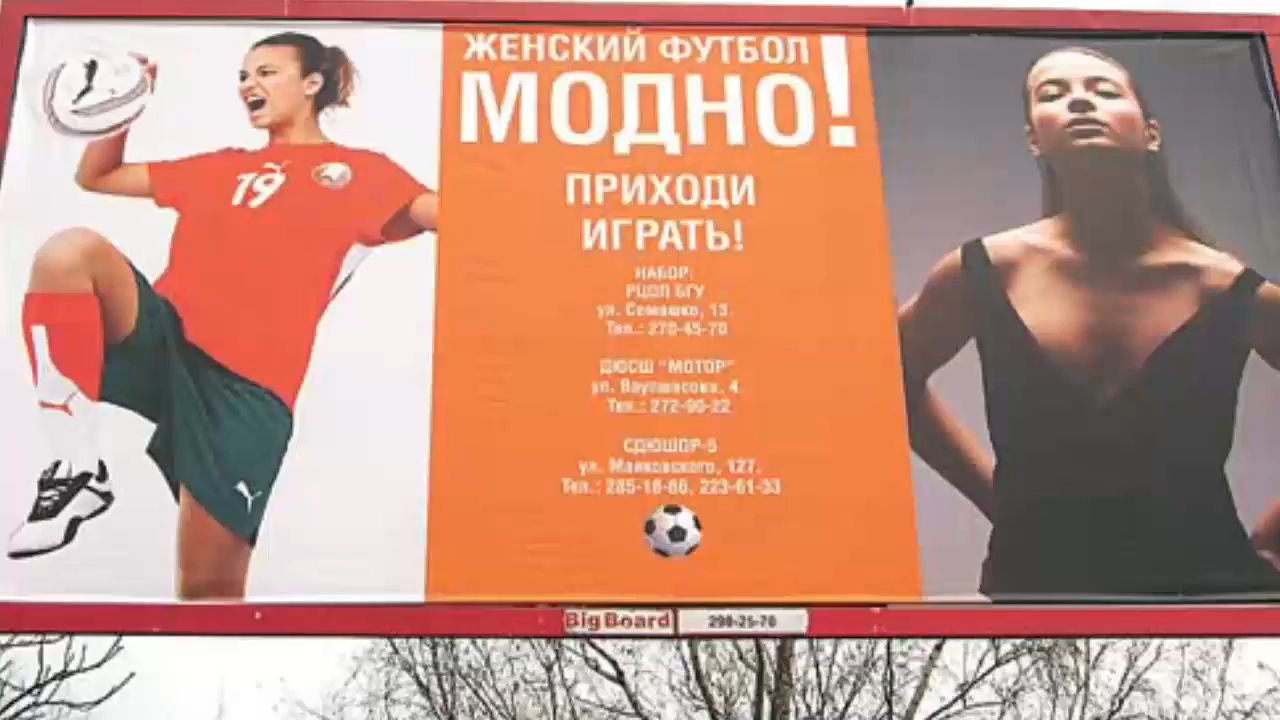 ЖЕНСКИЙ ФУТБОЛ
МОДНО!
ПРИХОДИ
ИГРАТЬ!
НАБОР:
РЦОП БГУ
ул. Семашко, 13.
Тел.: 270-45-70
ДЮСШ "МОТОР"
ул. Ваупшасова, 4.
Тел.: 272-90-22
СДЮШОР-5
ул. Маяковского, 127.
Тел.: 285-18-86, 223-61-33
19
BigBoard
298-25-70